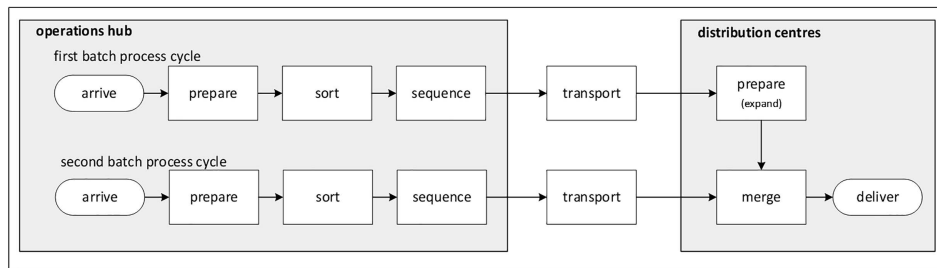 operations hub
first batch process cycle
arrive
prepare
sort
sequence
transport
distribution centres
prepare
(expand)
second batch process cycle
arrive
prepare
sort
sequence
transport
merge
deliver